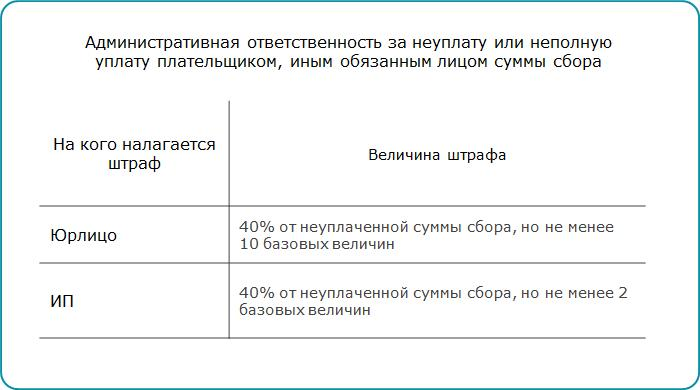 Административная ответственность за неуплату или неполную
уплату плательщиком, иным обязанным лицом суммы сбора
На кого налагается
штраф
Величина штрафа
Юрлицо
40% от неуплаченной суммы сбора, но не менее
10 базовых величин
ИП
40% от неуплаченной суммы сбора, но не менее 2
базовых величин